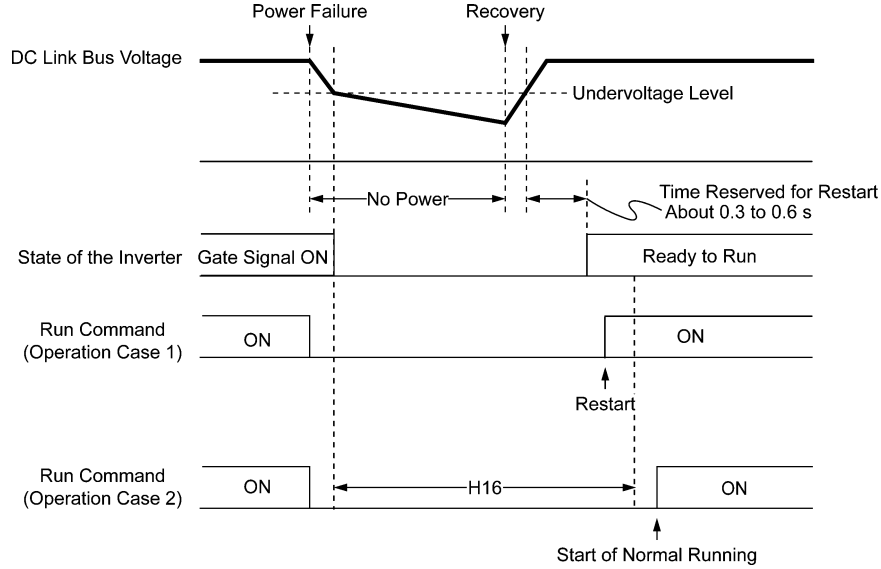 Power Failure
Recovery
DC Link Bus Voltage
Undervoltage Level
No Power
Time Reserved for Restart
About 0.3 to 0.6 s
State of the Inverter
Gate Signal ON
Ready to Run
Run Command
(Operation Case 1)
ON
ON
Restart
Run Command
(Operation Case 2)
ON
H16
ON
Start of Normal Running